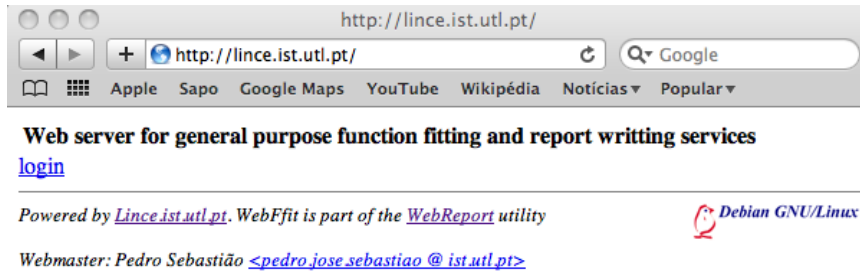 http://lince.ist.utl.pt/
http://lince.ist.utl.pt/ Google
Apple Sapo Google Maps YouTube Wikipédia Notícias Popular
Web server for general purpose function fitting and report writting services
login
Powered by Lince.ist.utl.pt. WebFfit is part of the WebReport utility
Debian GNU/Linux
Webmaster: Pedro Sebastião <pedro.jose.sebastiao @ ist.utl.pt>